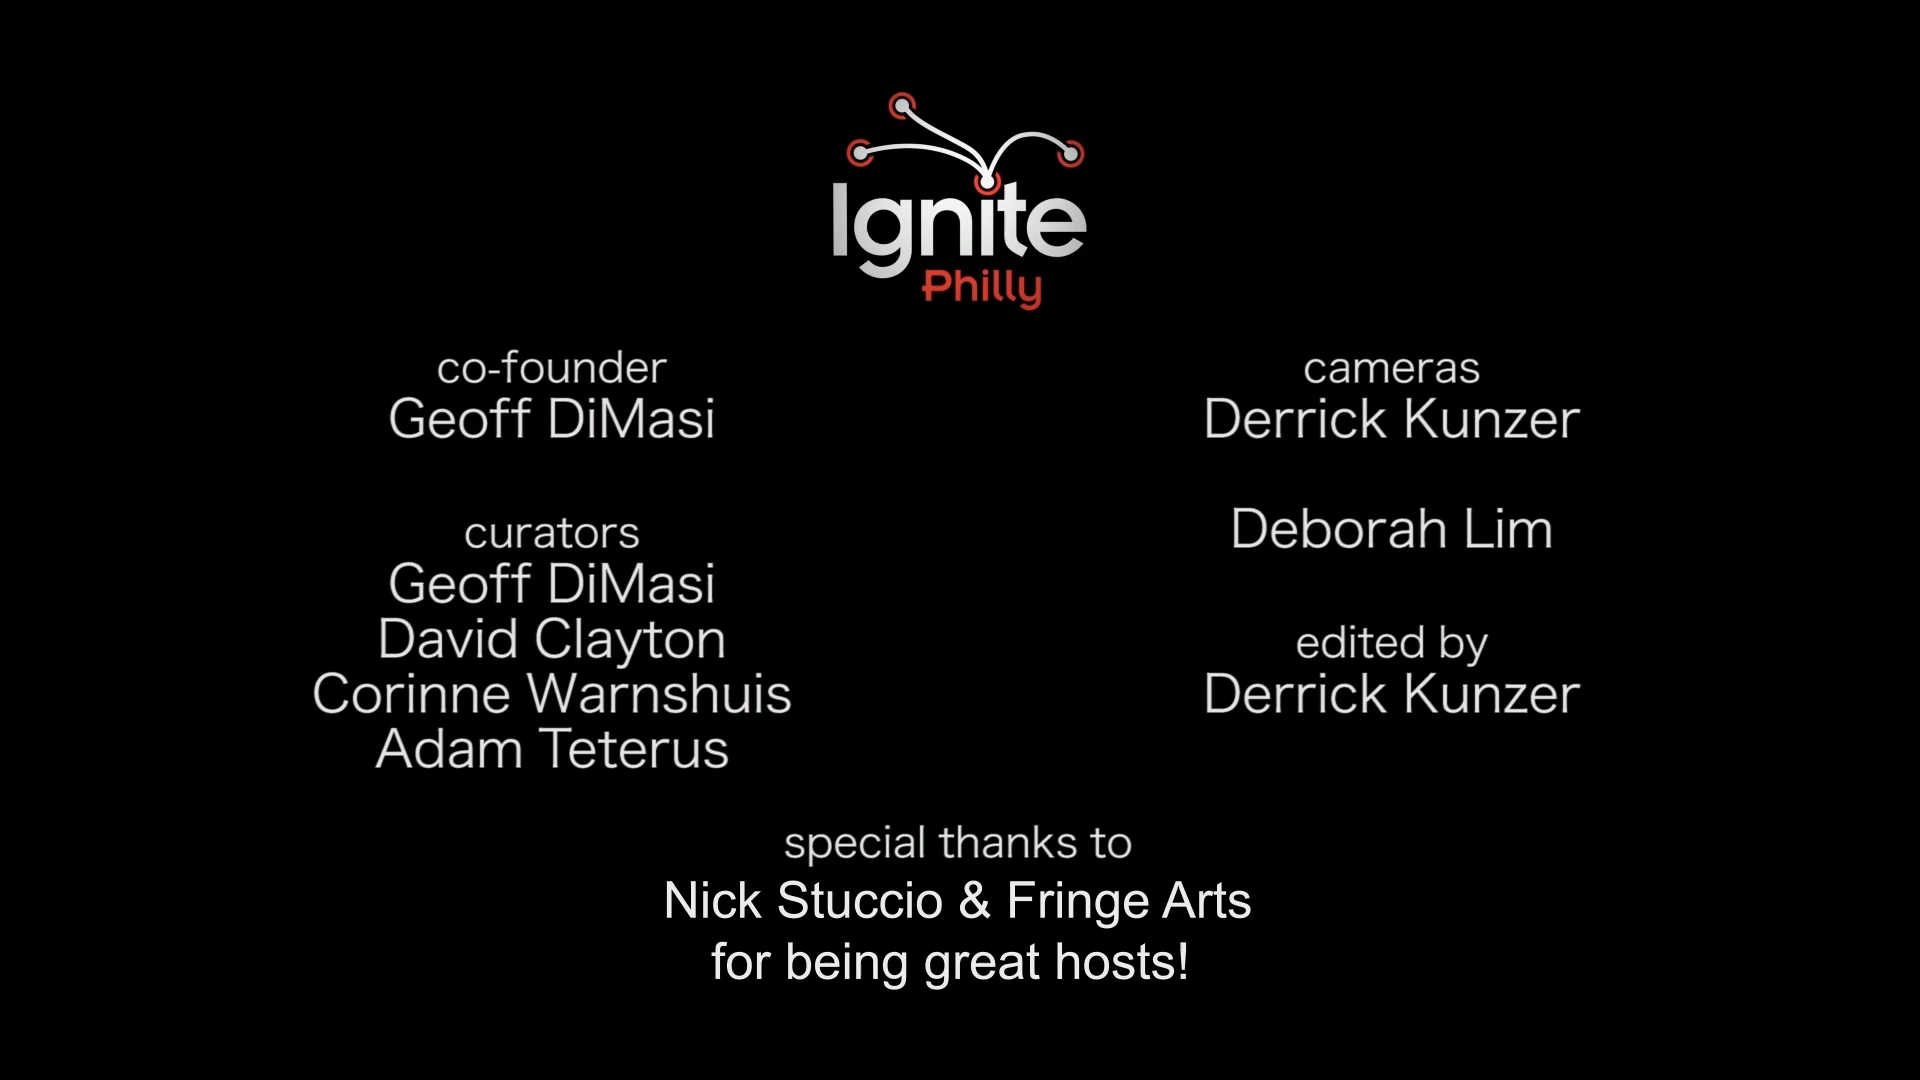 Ignite
Philly
co-founder
Geoff DiMasi
curators
Geoff DiMasi
David Clayton
Corinne Warnshuis
Adam Teterus
cameras
Derrick Kunzer
Deborah Lim
edited by
Derrick Kunzer
special thanks to
Nick Stuccio & Fringe Arts
for being great hosts!